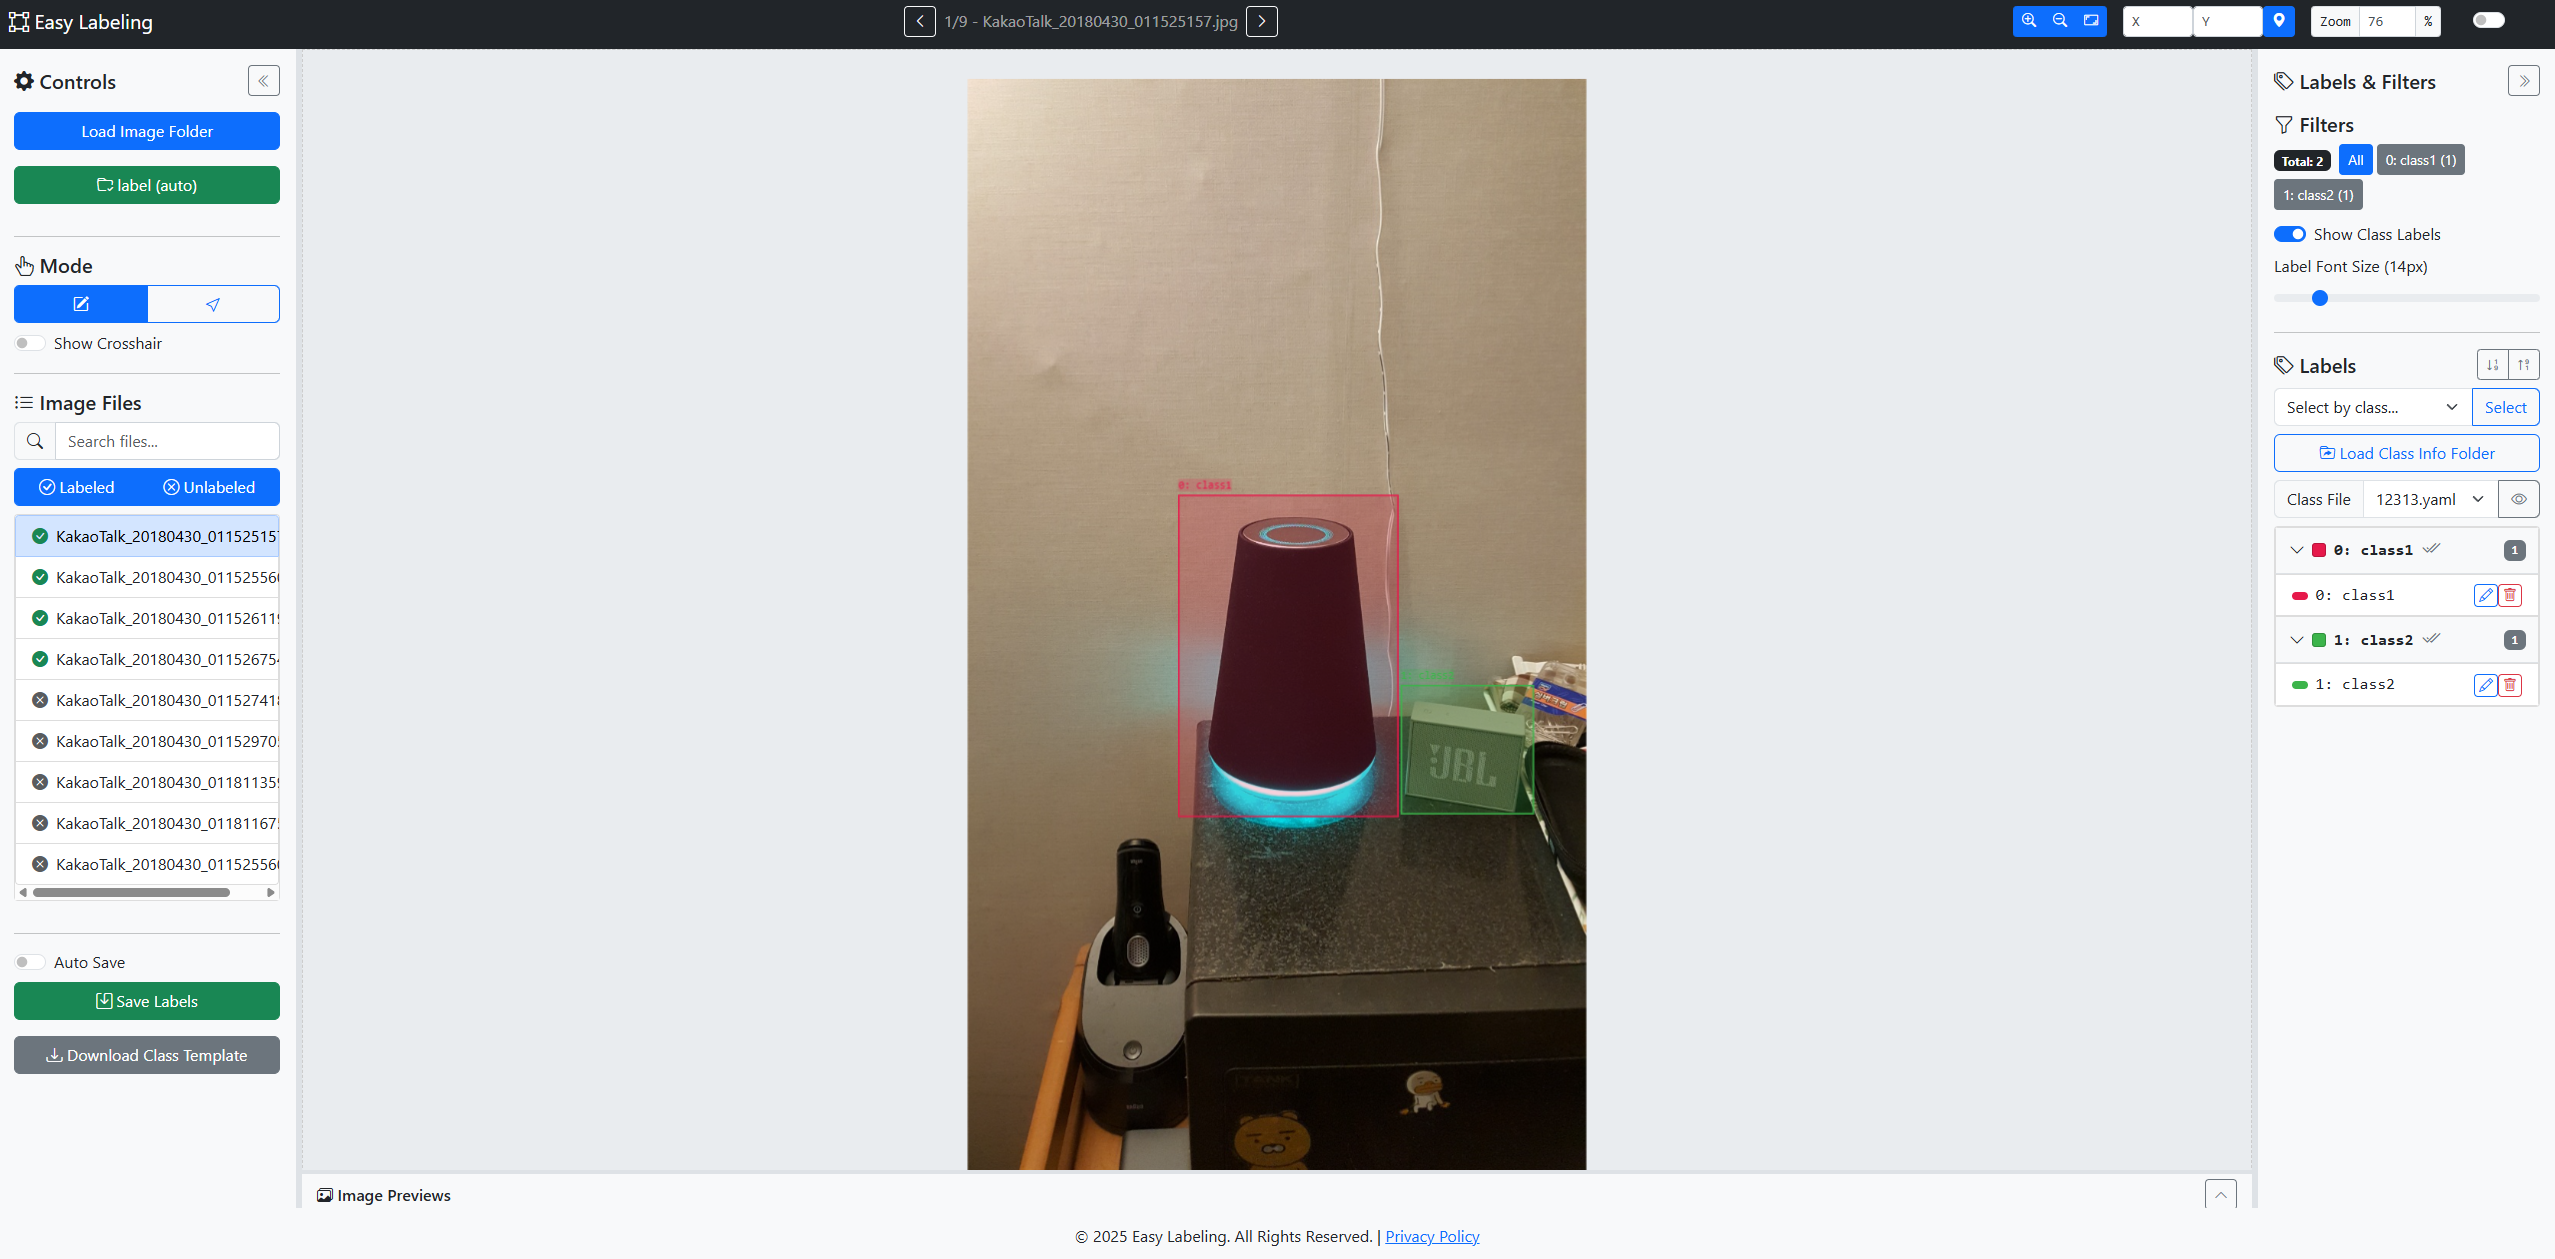 Easy Labeling
1/9 - KakaoTalk_20180430_011525157.jpg
X
Y
Zoom
76
%
Controls
Load Image Folder
label (auto)
Mode
Show Crosshair
Image Files
Search files...
Labeled
Unlabeled
KakaoTalk_20180430_011525157
KakaoTalk_20180430_01152556
KakaoTalk_20180430_01152611
KakaoTalk_20180430_01152675
KakaoTalk_20180430_01152741
KakaoTalk_20180430_01152970
KakaoTalk_20180430_01181135
KakaoTalk_20180430_01181167
KakaoTalk_20180430_01152556
Auto Save
Save Labels
Download Class Template
0: class1
JBL
Image Previews
Labels & Filters
Filters
Total: 2
All
0: class1 (1)
1: class2 (1)
Show Class Labels
Label Font Size (14px)
Labels
Select by class...
Select
Load Class Info Folder
Class File
12313.yaml
0: class1
1
0: class1
1: class2
1
1: class2
© 2025 Easy Labeling. All Rights Reserved. | Privacy Policy